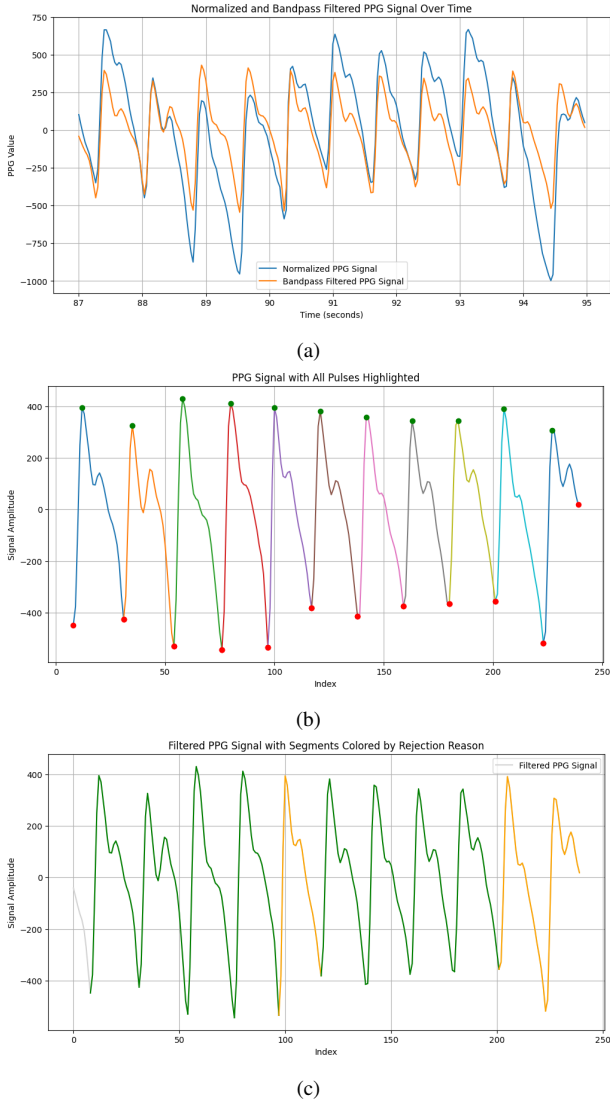 Normalized and Bandpass Filtered PPG Signal Over Time
750
500
250
0
−250
−500
−750
−1000
PPG Value
Normalized PPG Signal
Bandpass Filtered PPG Signal
87 88 89 90 91 92 93 94 95
Time (seconds)
(a)
PPG Signal with All Pulses Highlighted
400
200
0
−200
−400
Signal Amplitude
0 50 100 150 200 250
Index
(b)
Filtered PPG Signal with Segments Colored by Rejection Reason
Filtered PPG Signal
400
200
0
−200
−400
Signal Amplitude
0 50 100 150 200 250
Index
(c)